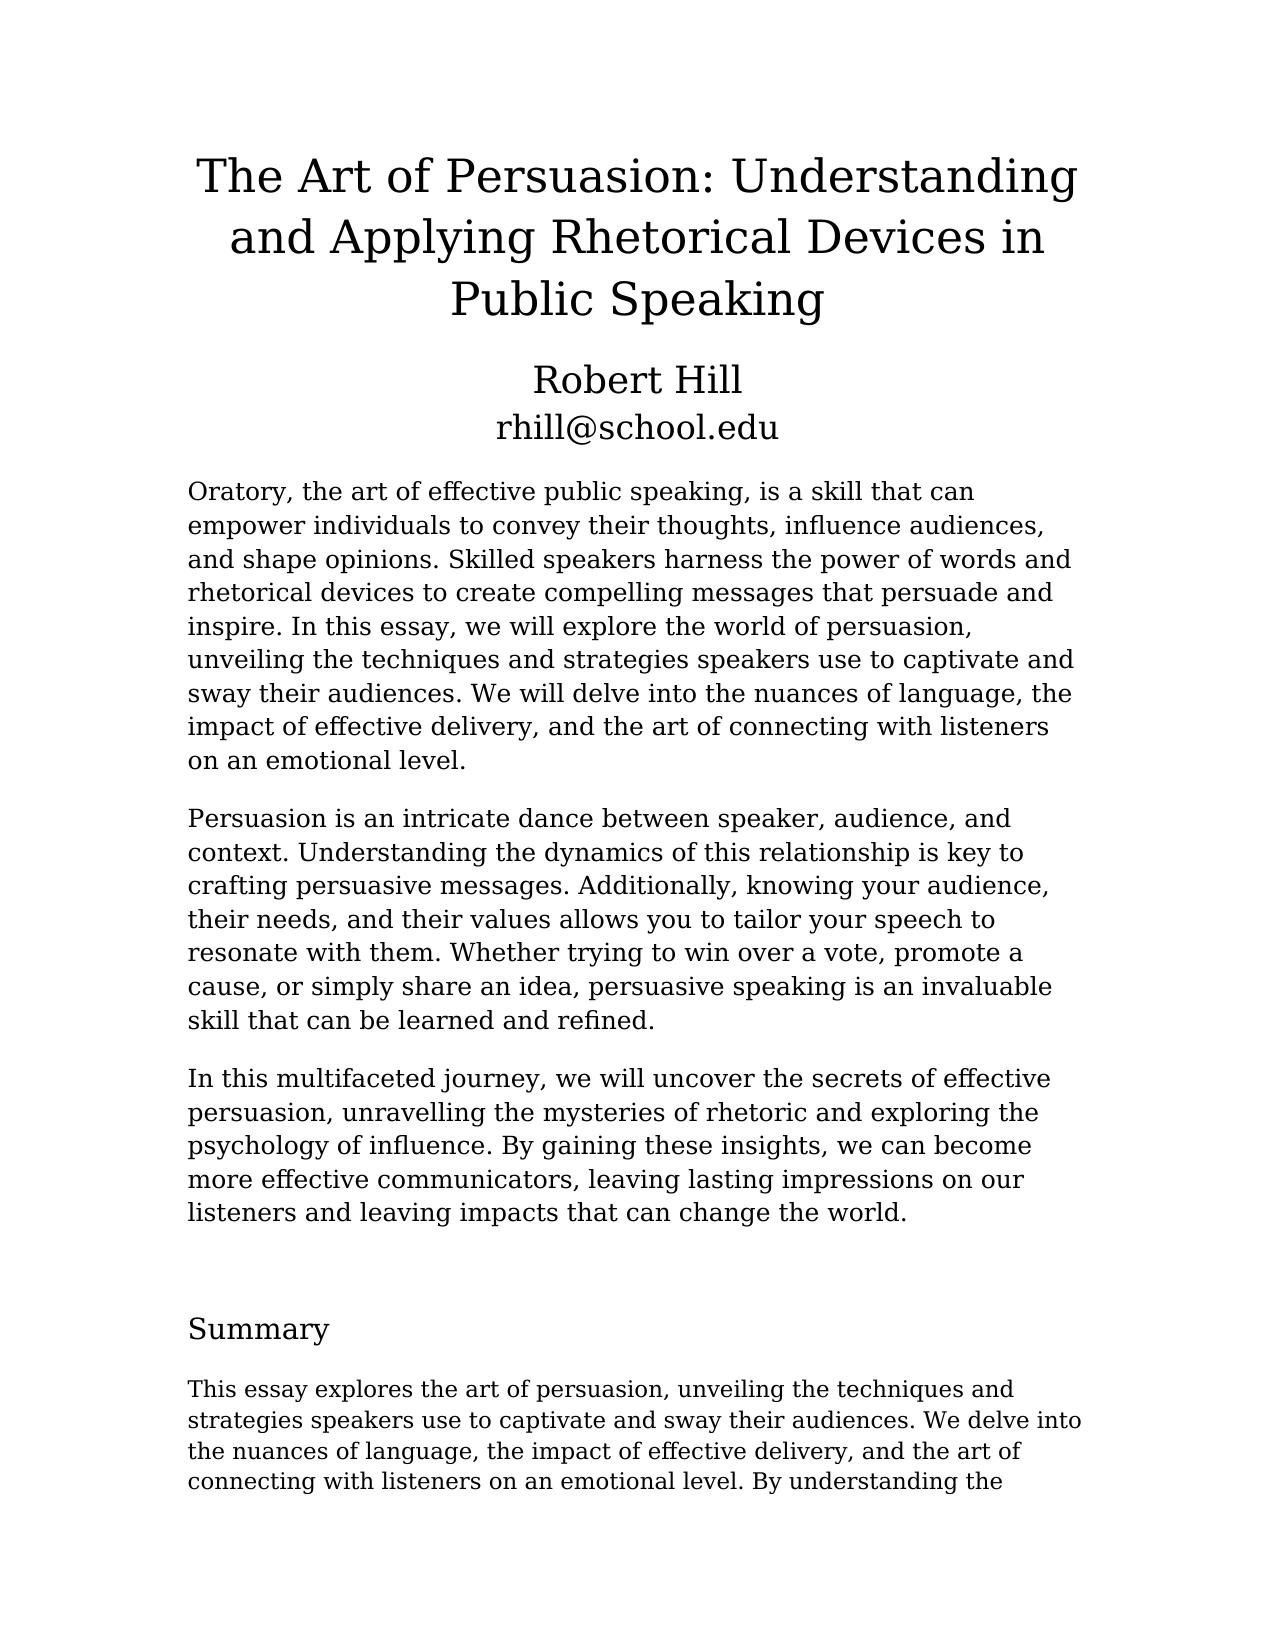 The Art of Persuasion: Understanding
and Applying Rhetorical Devices in
Public Speaking
Robert Hill
rhill@school.edu
Oratory, the art of effective public speaking, is a skill that can
empower individuals to convey their thoughts, influence audiences,
and shape opinions. Skilled speakers harness the power of words and
rhetorical devices to create compelling messages that persuade and
inspire. In this essay, we will explore the world of persuasion,
unveiling the techniques and strategies speakers use to captivate and
sway their audiences. We will delve into the nuances of language, the
impact of effective delivery, and the art of connecting with listeners
on an emotional level.
Persuasion is an intricate dance between speaker, audience, and
context. Understanding the dynamics of this relationship is key to
crafting persuasive messages. Additionally, knowing your audience,
their needs, and their values allows you to tailor your speech to
resonate with them. Whether trying to win over a vote, promote a
cause, or simply share an idea, persuasive speaking is an invaluable
skill that can be learned and refined.
In this multifaceted journey, we will uncover the secrets of effective
persuasion, unravelling the mysteries of rhetoric and exploring the
psychology of influence. By gaining these insights, we can become
more effective communicators, leaving lasting impressions on our
listeners and leaving impacts that can change the world.
Summary
This essay explores the art of persuasion, unveiling the techniques and
strategies speakers use to captivate and sway their audiences. We delve into
the nuances of language, the impact of effective delivery, and the art of
connecting with listeners on an emotional level. By understanding the